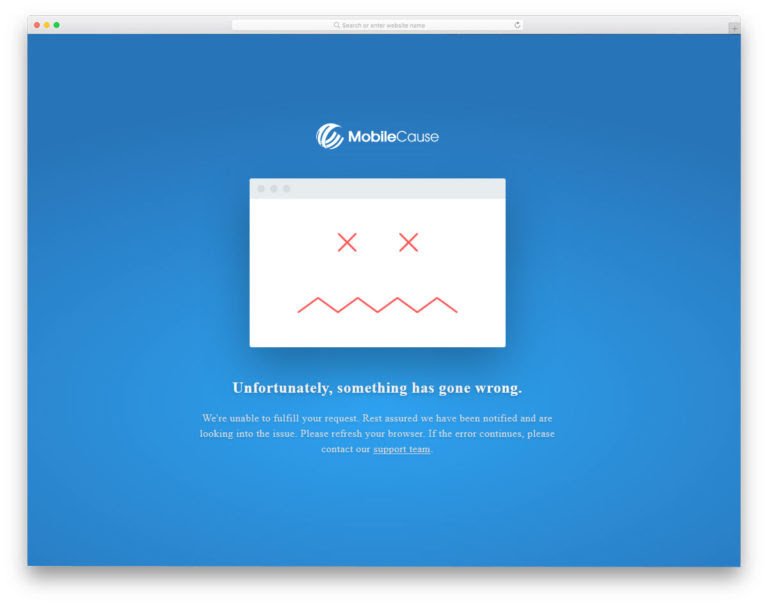 Search or enter website name
MobileCause
Unfortunately, something has gone wrong.
We're unable to fulfill your request. Rest assured we have been notified and are
looking into the issue. Please refresh your browser. If the error continues, please
contact our support team.